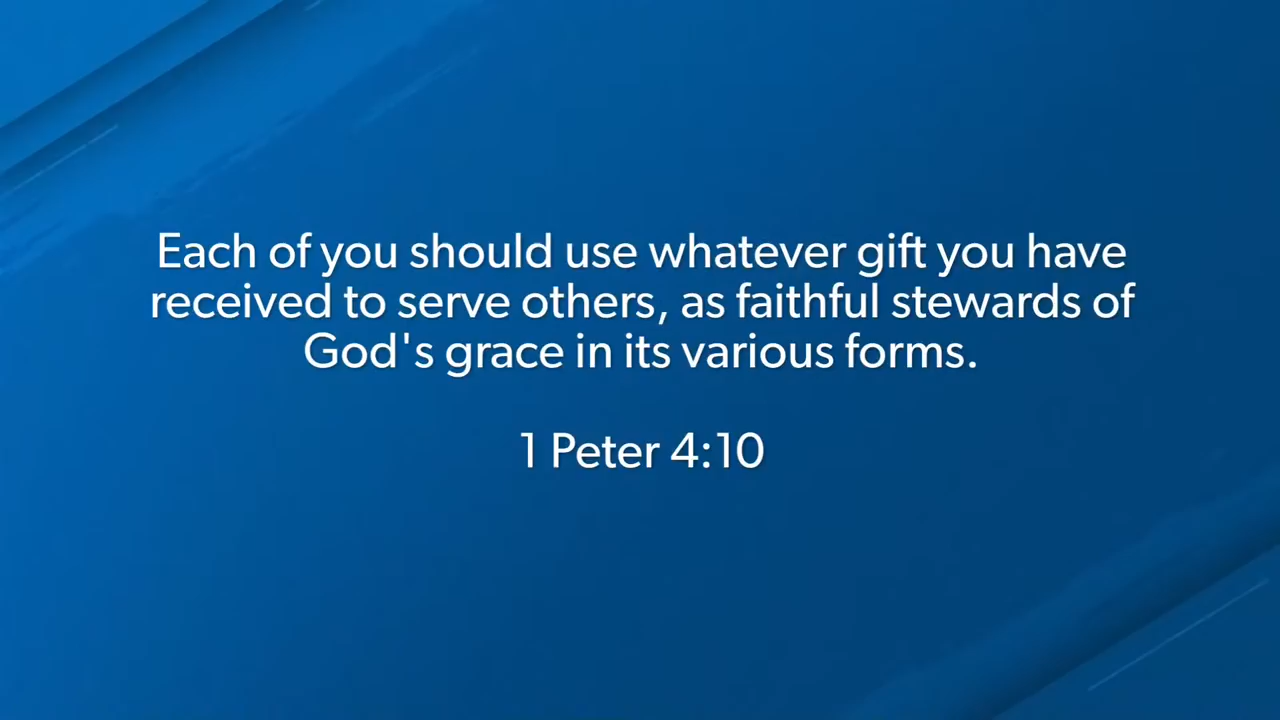 Each of you should use whatever gift you have
received to serve others, as faithful stewards of
God's grace in its various forms.
1 Peter 4:10